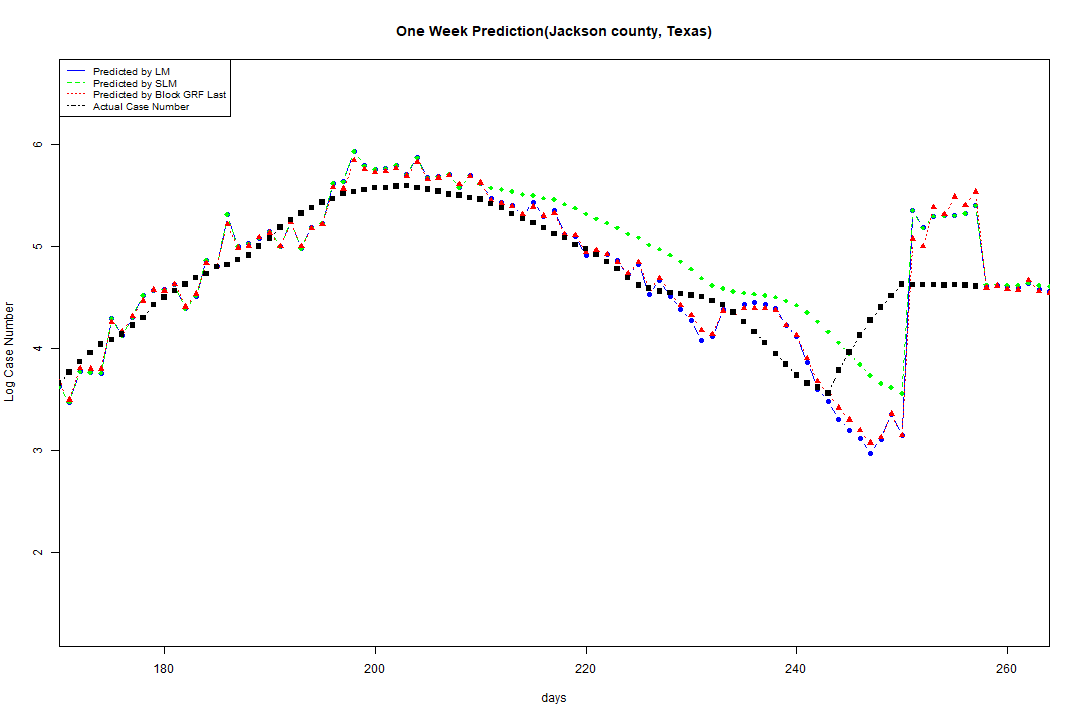 One Week Prediction(Jackson county, Texas)
Predicted by LM
Predicted by SLM
Predicted by Block GRF Last
Actual Case Number
6
5
4
3
2
Log Case Number
180 200 220 240 260
days